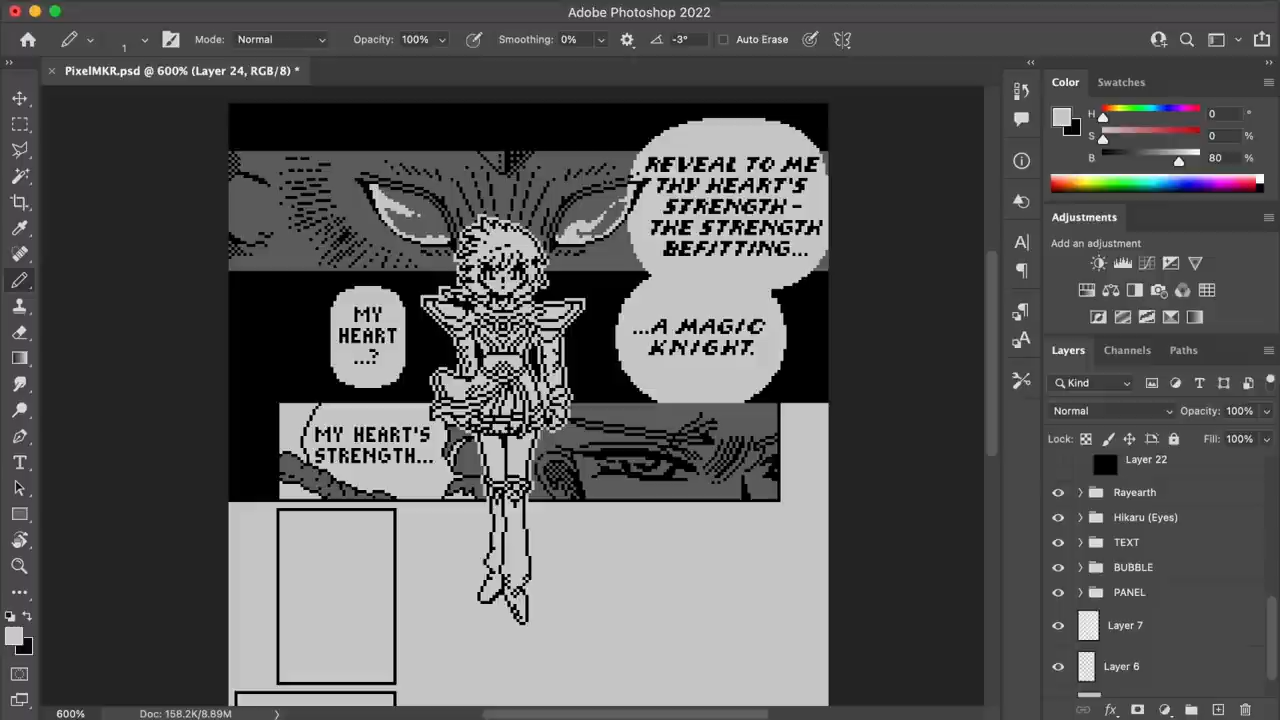 Adobe Photoshop 2022
1
Mode: Normal
Opacity: 100%
Smoothing: 0%
-3°
Auto Erase
× PixelMKR.psd @ 600% (Layer 24, RGB/8) *
Color
Swatches
H
0
°
S
0
%
B
80
%
Adjustments
Add an adjustment
Layers
Channels
Paths
Kind
Normal
Opacity: 100%
Lock:
Fill: 100%
Layer 22
Rayearth
Hikaru (Eyes)
TEXT
BUBBLE
PANEL
Layer 7
Layer 6
REVEAL TO ME
THY HEART'S
STRENGTH -
THE STRENGTH
BEFITTING...
...A MAGIC
KNIGHT.
MY
HEART
...?
MY HEART'S
STRENGTH...
600%
Doc: 158.2K/8.89M